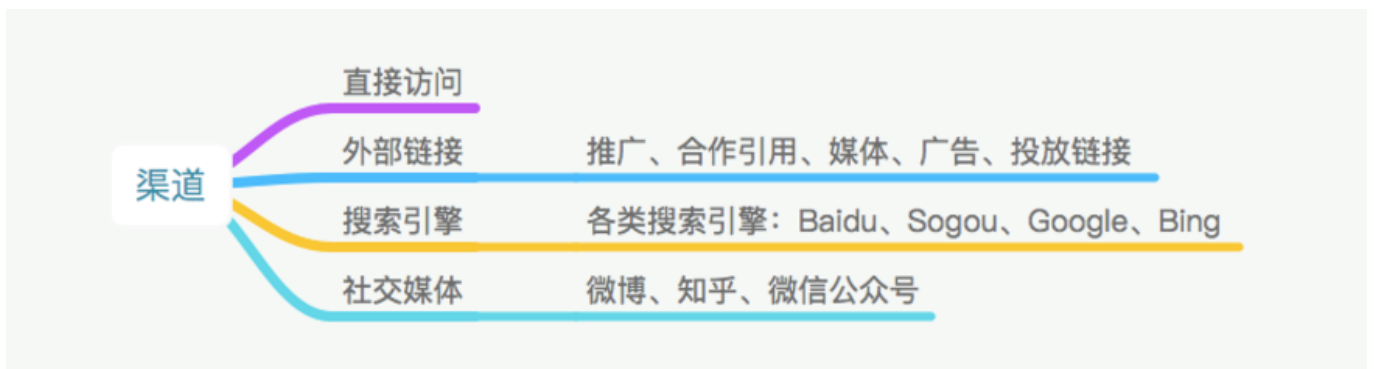 渠道
直接访问
外部链接 推广、合作引用、媒体、广告、投放链接
搜索引擎 各类搜索引擎：Baidu、Sogou、Google、Bing
社交媒体 微博、知乎、微信公众号